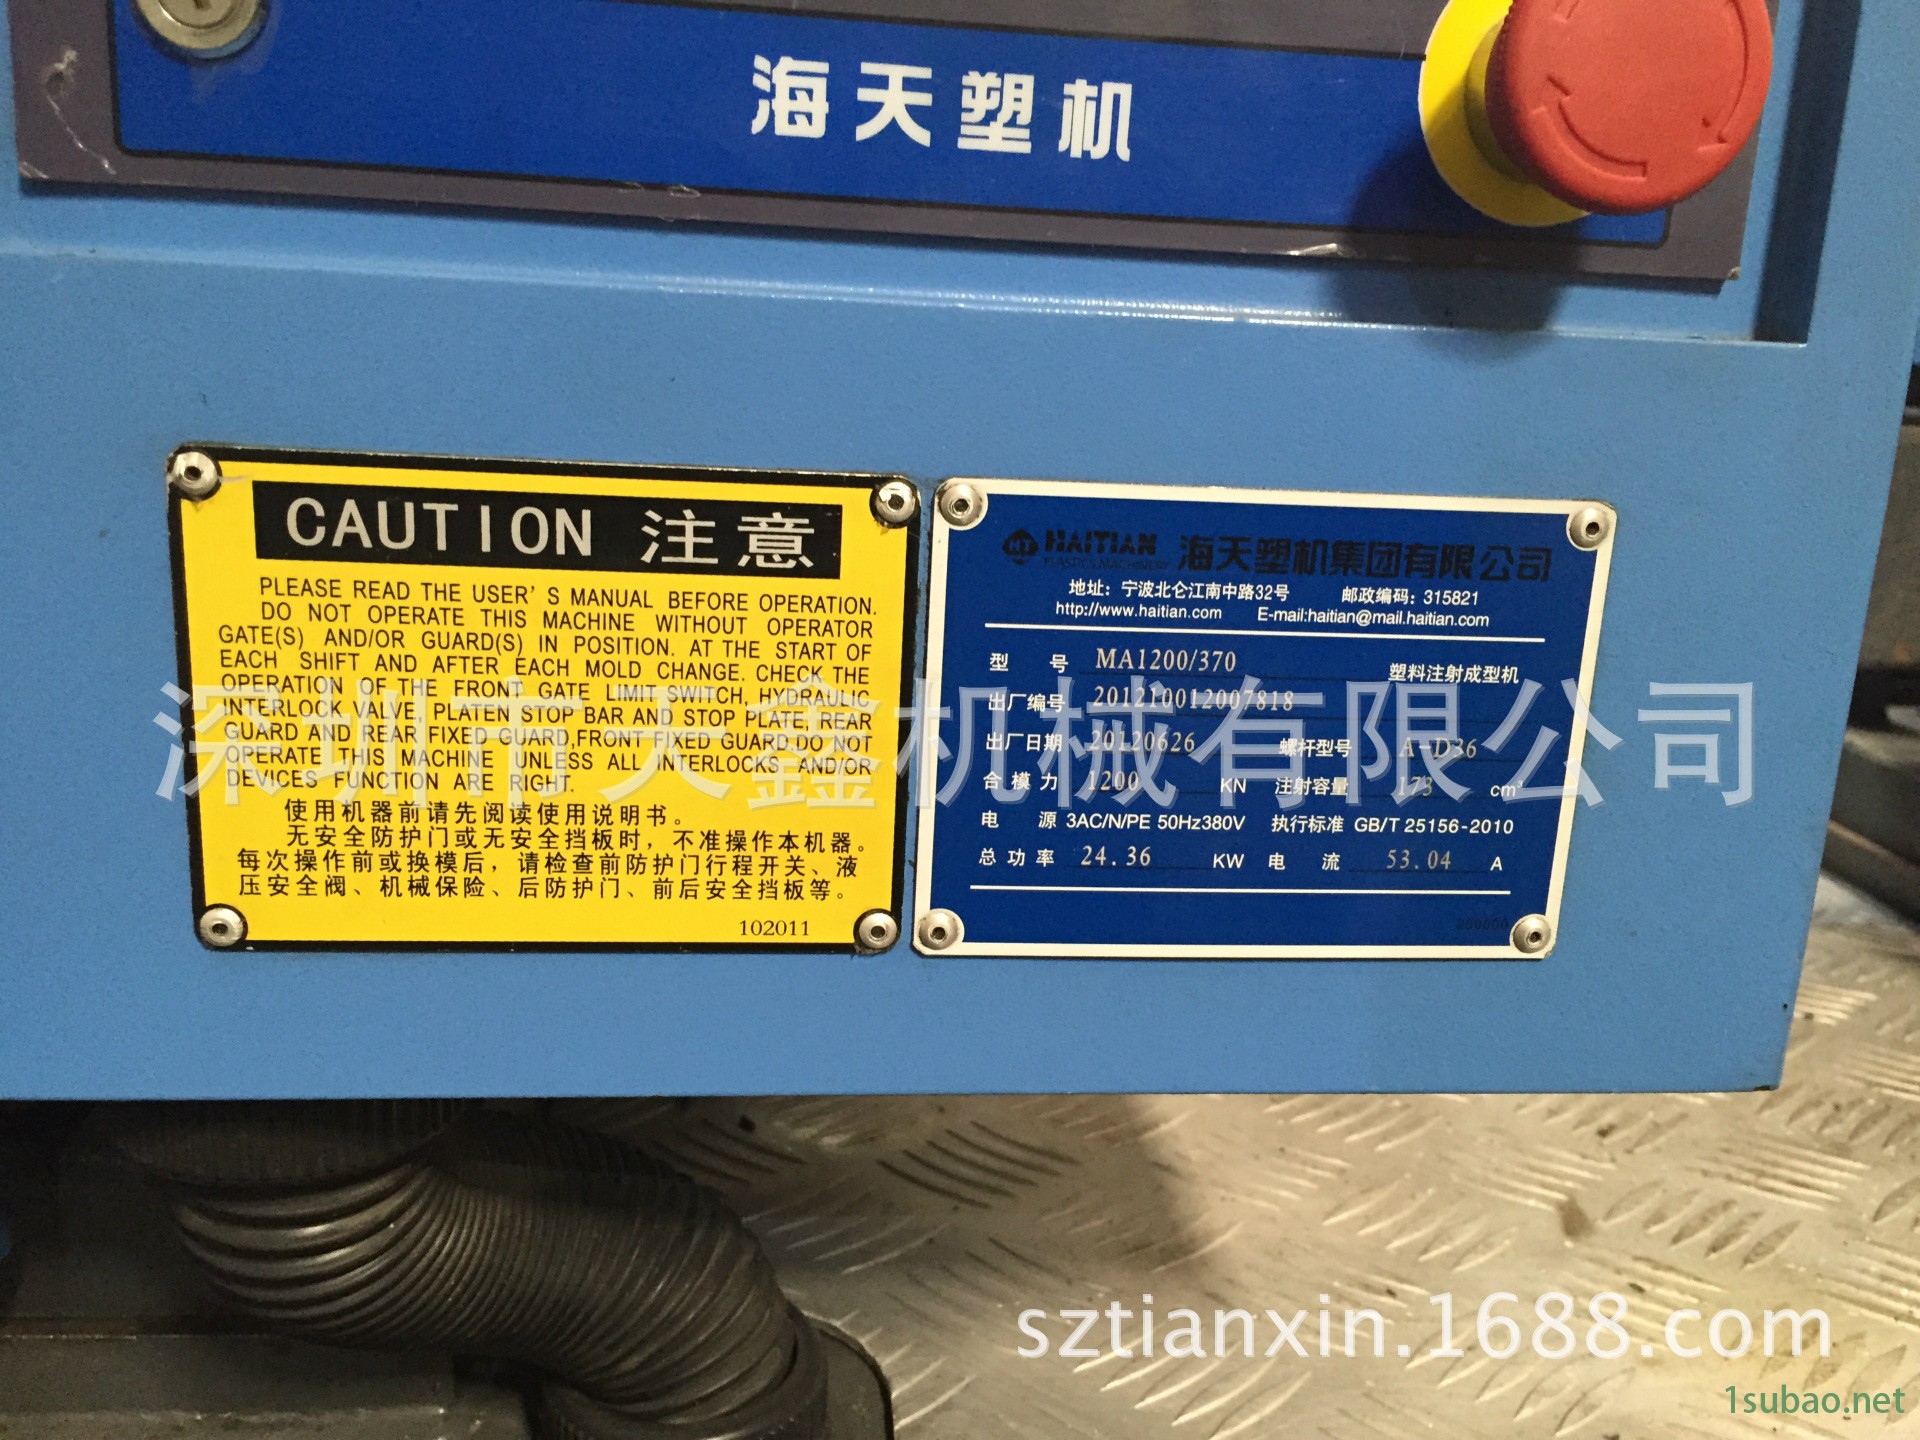 海天塑机
CAUTION 注意
PLEASE READ THE USER'S MANUAL BEFORE OPERATION.
DO NOT OPERATE THIS MACHINE WITHOUT OPERATOR
GATE(S) AND/OR GUARD(S) IN POSITION. AT THE START OF
EACH SHIFT AND AFTER EACH MOLD CHANGE. CHECK THE
OPERATION OF THE FRONT GATE LIMIT SWITCH, HYDRAULIC
INTERLOCK VALVE, PLATEN STOP BAR AND STOP PLATE, REAR
GUARD AND REAR FIXED GUARD,FRONT FIXED GUARD.DO NOT
OPERATE THIS MACHINE UNLESS ALL INTERLOCKS AND/OR
DEVICES FUNCTION ARE RIGHT.
使用机器前请先阅读使用说明书。
无安全防护门或无安全挡板时，不准操作本机器。
每次操作前或换模后，请检查前防护门行程开关、液
压安全阀、机械保险、后防护门、前后安全挡板等。
102011
HT HAITIAN 海天塑机集团有限公司
PLASTICS MACHINERY
地址: 宁波北仑江南中路32号 邮政编码: 315821
http://www.haitian.com E-mail:haitian@mail.haitian.com
型号 MA1200/370 塑料注射成型机
出厂编号 201210012007818
出厂日期 20120626 螺杆型号 A-D36
合模力 1200 KN 注射容量 173 cm³
电源 3AC/N/PE 50Hz380V 执行标准 GB/T 25156-2010
总功率 24.36 KW 电流 53.04 A
深圳市天鑫机械有限公司
sztianxin.1688.com
1subao.net